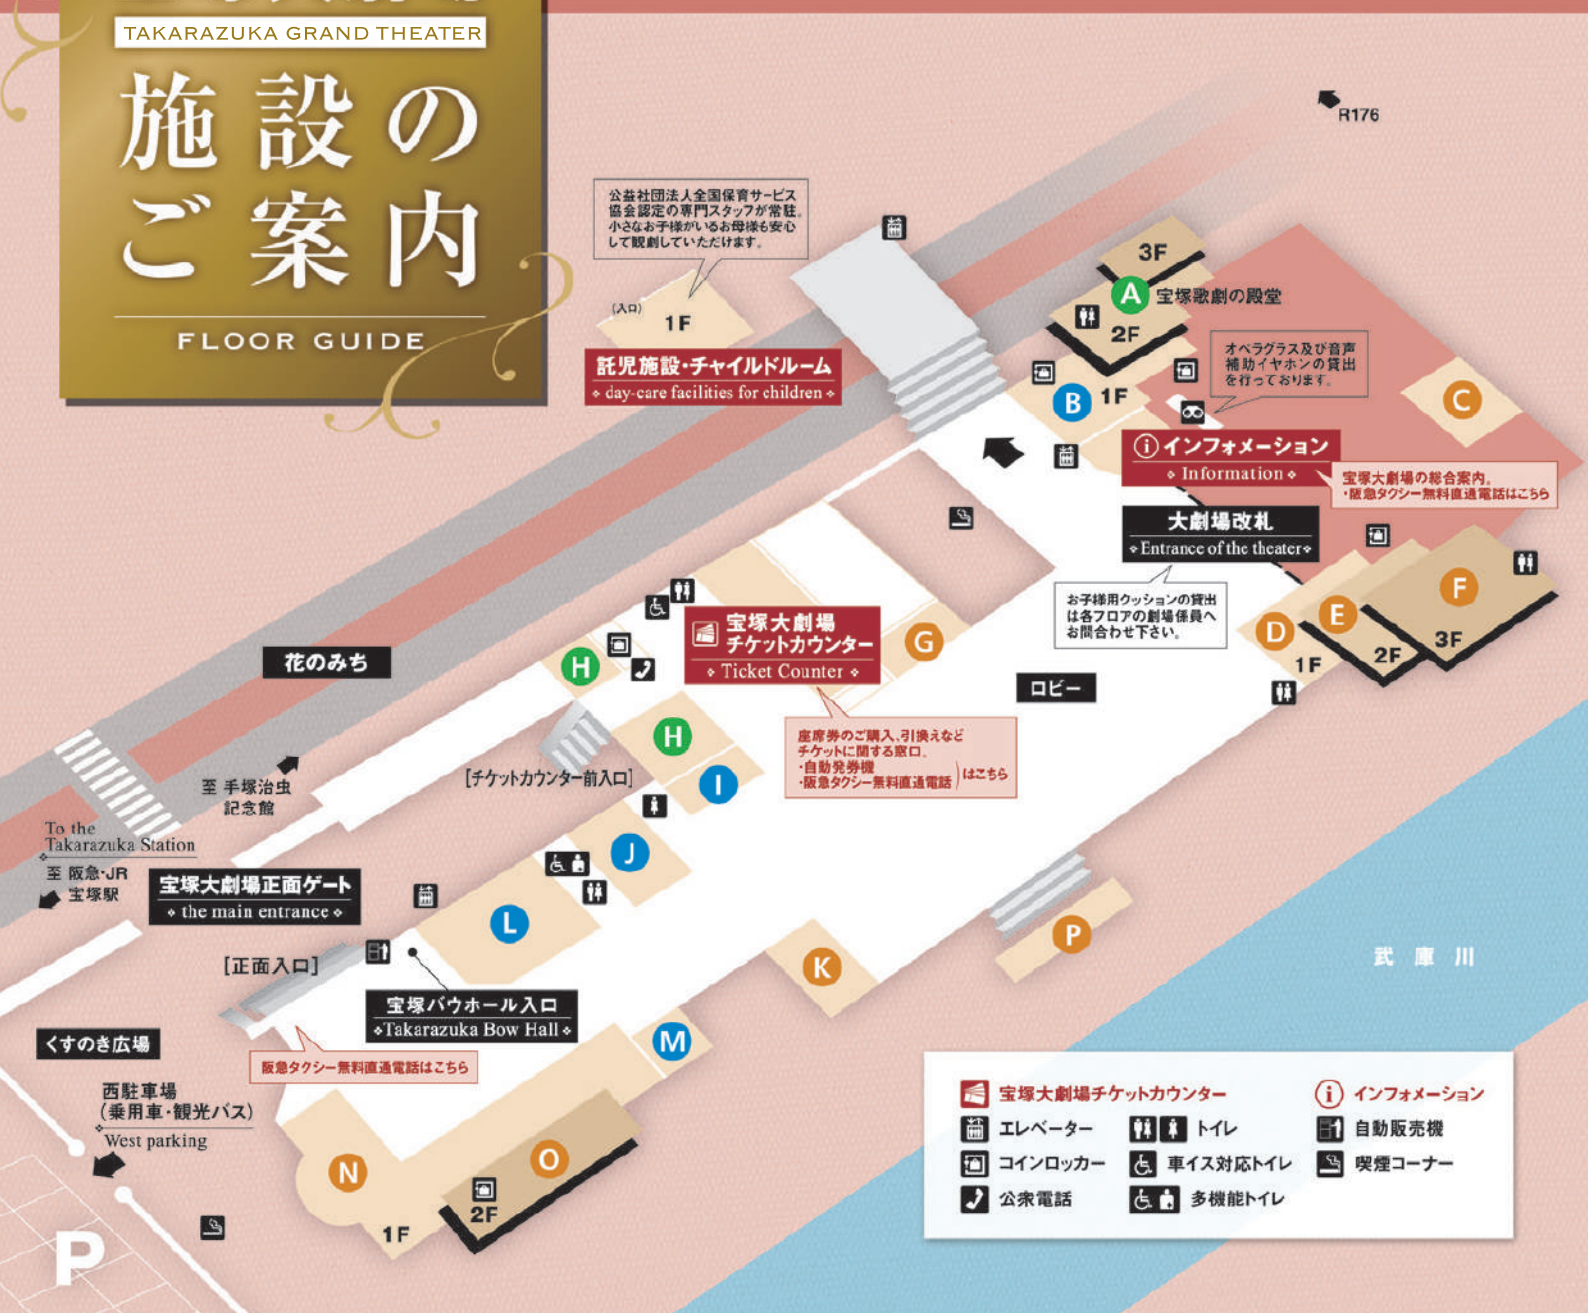 TAKARAZUKA GRAND THEATER
施設の
ご案内
FLOOR GUIDE
R176
公益社団法人全国保育サービス
協会認定の専門スタッフが常駐。
小さなお子様がいるお母様も安心
して観劇していただけます。
(入口)
1F
託児施設・チャイルドルーム
day-care facilities for children
3F
A
宝塚歌劇の殿堂
2F
B
1F
オペラグラス及び音声
補助イヤホンの貸出
を行っております。
C
インフォメーション
Information
宝塚大劇場の総合案内。
・阪急タクシー無料直通電話はこちら
大劇場改札
Entrance of the theater
お子様用クッションの貸出
は各フロアの劇場係員へ
お問合わせ下さい。
D
1F
E
2F
F
3F
宝塚大劇場
チケットカウンター
Ticket Counter
G
H
花のみち
ロビー
座席券のご購入、引換えなど
チケットに関する窓口。
・自動発券機
・阪急タクシー無料直通電話
はこちら
H
I
[チケットカウンター前入口]
至 手塚治虫
記念館
To the
Takarazuka Station
至 阪急・JR
宝塚駅
宝塚大劇場正面ゲート
the main entrance
J
L
[正面入口]
宝塚バウホール入口
Takarazuka Bow Hall
K
P
武庫川
くすのき広場
阪急タクシー無料直通電話はこちら
M
西駐車場
(乗用車・観光バス)
West parking
N
1F
O
2F
P
宝塚大劇場チケットカウンター
インフォメーション
エレベーター
トイレ
自動販売機
コインロッカー
車イス対応トイレ
喫煙コーナー
公衆電話
多機能トイレ